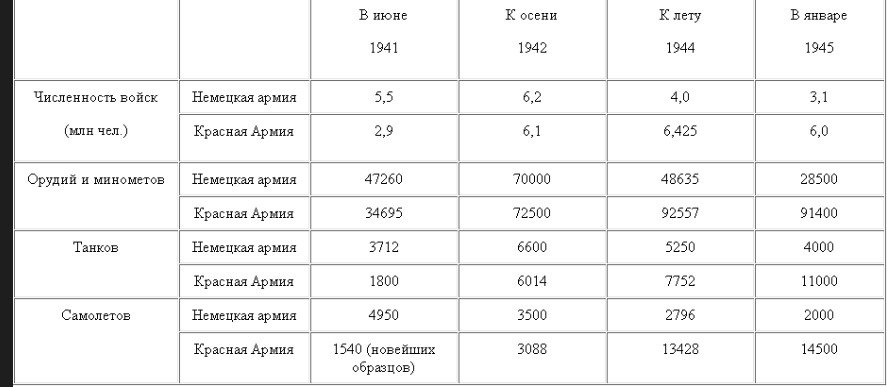 В июне К осени К лету В январе
1941 1942 1944 1945
Численность войск Немецкая армия 5,5 6,2 4,0 3,1
(млн чел.) Красная Армия 2,9 6,1 6,425 6,0
Орудий и минометов Немецкая армия 47260 70000 48635 28500
Красная Армия 34695 72500 92557 91400
Танков Немецкая армия 3712 6600 5250 4000
Красная Армия 1800 6014 7752 11000
Самолетов Немецкая армия 4950 3500 2796 2000
Красная Армия 1540 (новейших 3088 13428 14500
образцов)